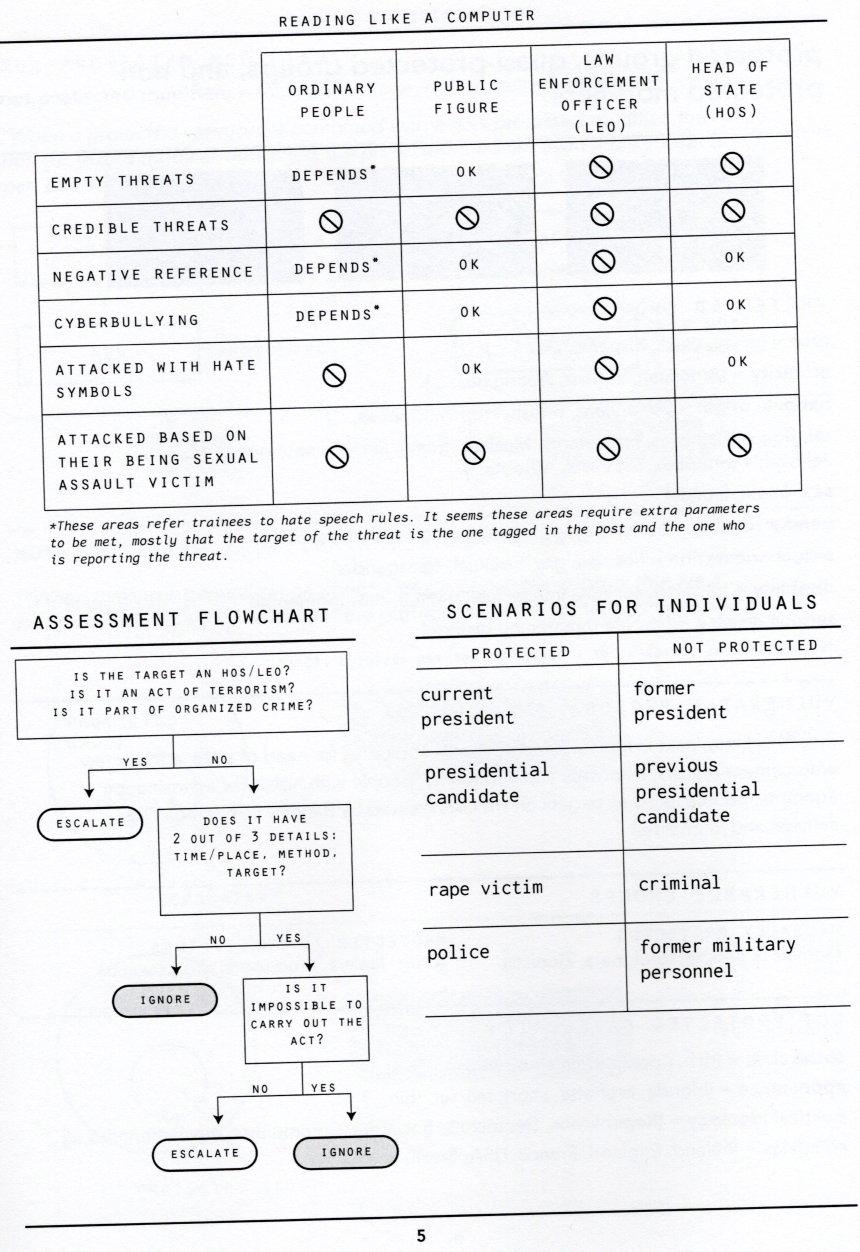 READING LIKE A COMPUTER
ORDINARY PEOPLE
PUBLIC FIGURE
LAW ENFORCEMENT OFFICER (LEO)
HEAD OF STATE (HOS)
EMPTY THREATS DEPENDS* OK
CREDIBLE THREATS
NEGATIVE REFERENCE DEPENDS* OK OK
CYBERBULLYING DEPENDS* OK OK
ATTACKED WITH HATE SYMBOLS OK OK
ATTACKED BASED ON
THEIR BEING SEXUAL
ASSAULT VICTIM
*These areas refer trainees to hate speech rules. It seems these areas require extra parameters
to be met, mostly that the target of the threat is the one tagged in the post and the one who
is reporting the threat.
ASSESSMENT FLOWCHART
IS THE TARGET AN HOS/LEO?
IS IT AN ACT OF TERRORISM?
IS IT PART OF ORGANIZED CRIME?
YES NO
ESCALATE
DOES IT HAVE
2 OUT OF 3 DETAILS:
TIME/PLACE, METHOD,
TARGET?
NO YES
IGNORE
IS IT
IMPOSSIBLE TO
CARRY OUT THE
ACT?
NO YES
ESCALATE IGNORE
SCENARIOS FOR INDIVIDUALS
PROTECTED NOT PROTECTED
current
president
former
president
presidential
candidate
previous
presidential
candidate
rape victim criminal
police
former military
personnel
5